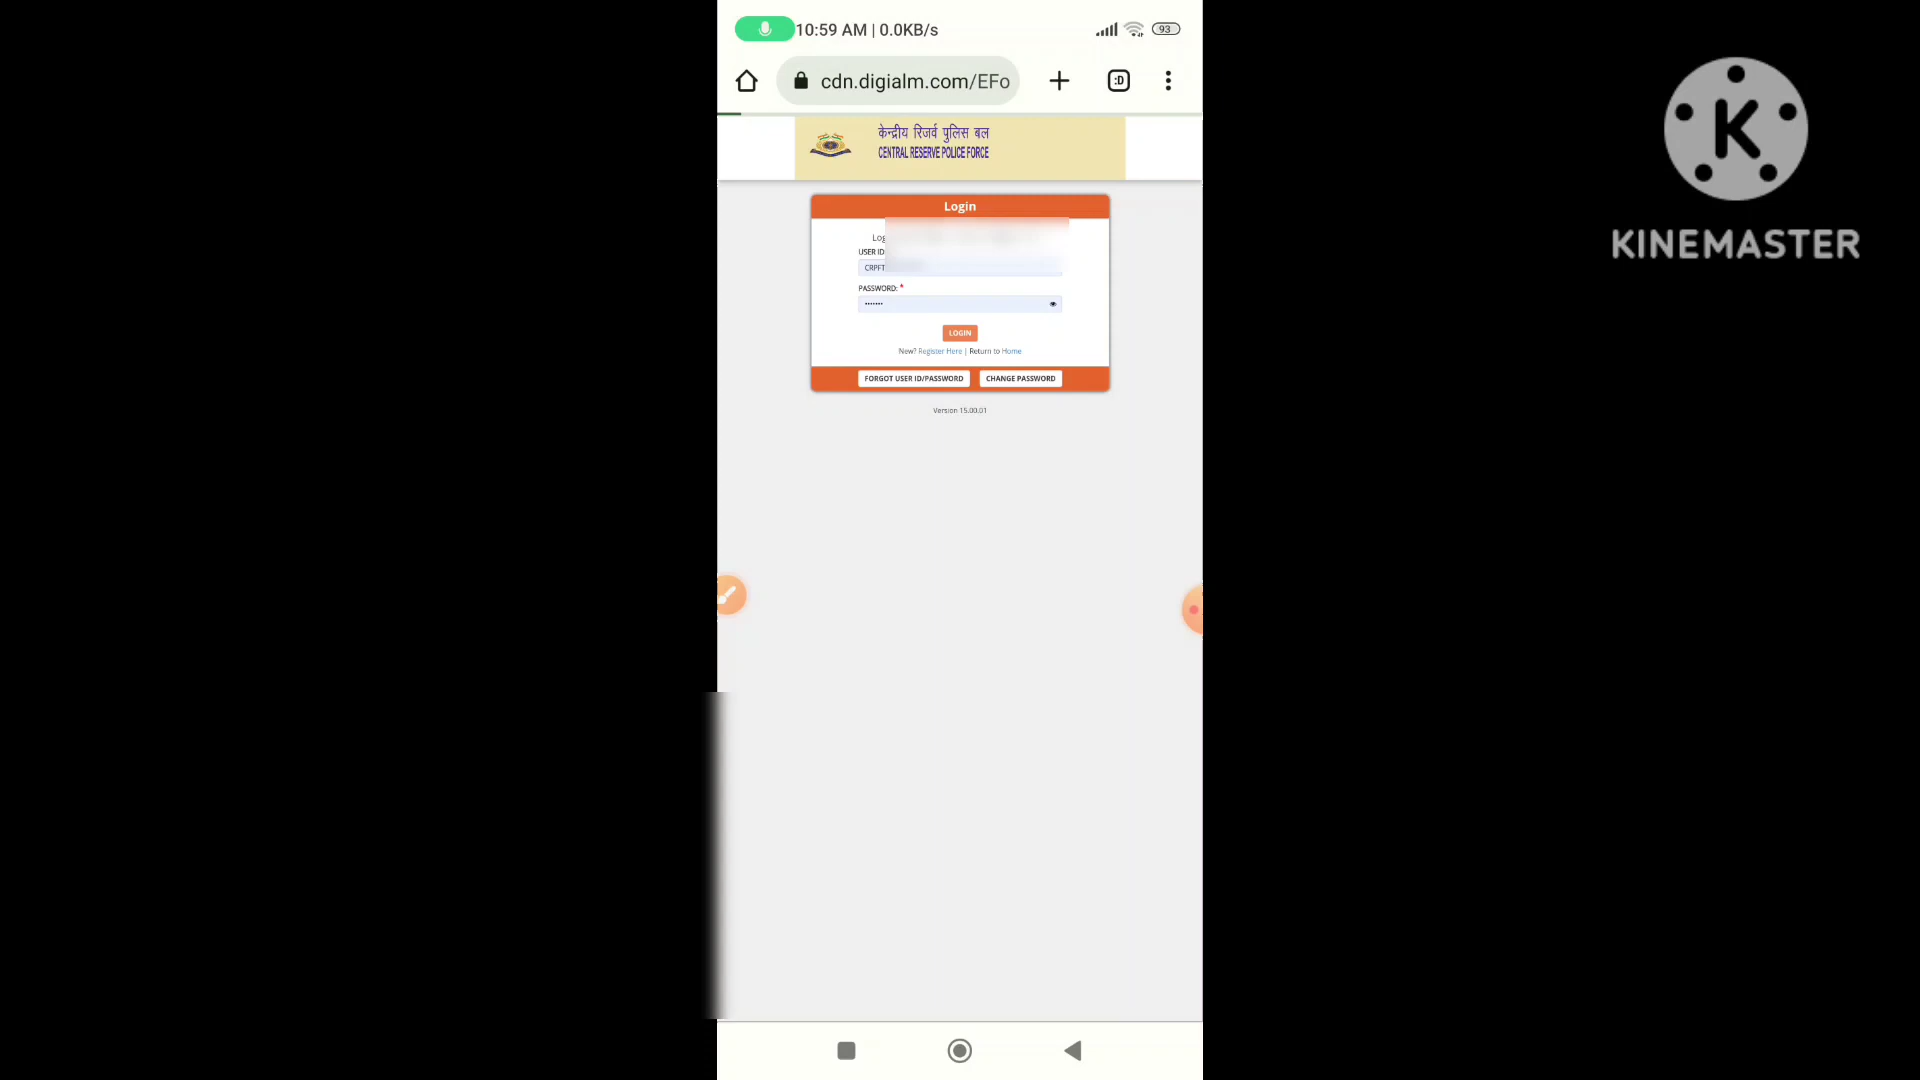 10:59 AM | 0.0KB/s
93
cdn.digialm.com/EFo
:D
केन्द्रीय रिजर्व पुलिस बल
CENTRAL RESERVE POLICE FORCE
K
KINEMASTER
Login
USER ID
CRPFT
PASSWORD: *
LOGIN
New? Register Here | Return to Home
FORGOT USER ID/PASSWORD
CHANGE PASSWORD
Version 15.00.01